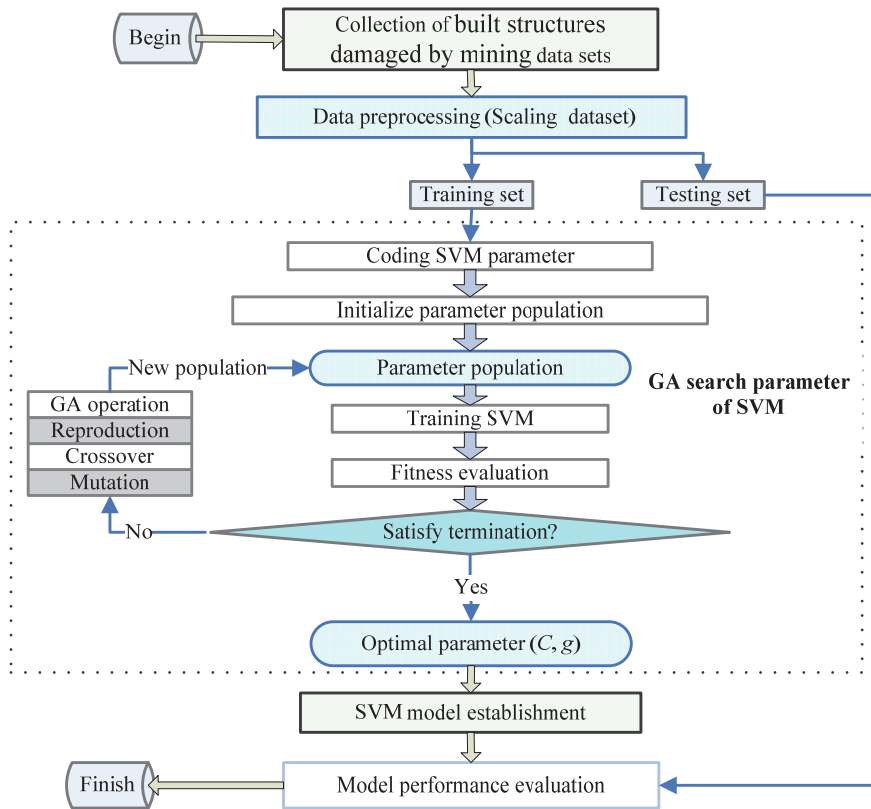 Begin
Collection of built structures
damaged by mining data sets
Data preprocessing (Scaling dataset)
Training set
Testing set
Coding SVM parameter
Initialize parameter population
New population
Parameter population
GA search parameter
of SVM
GA operation
Reproduction
Crossover
Mutation
Training SVM
Fitness evaluation
No
Satisfy termination?
Yes
Optimal parameter (C, g)
SVM model establishment
Finish
Model performance evaluation